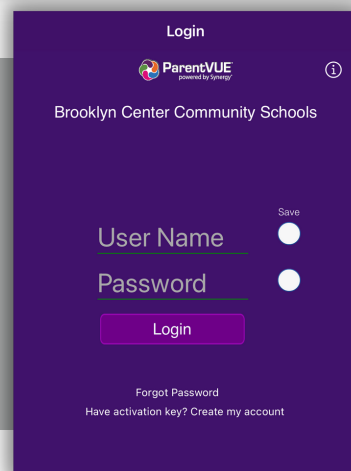 Login
ParentVUE
powered by Synergy
Brooklyn Center Community Schools
Save
User Name
Password
Login
Forgot Password
Have activation key? Create my account